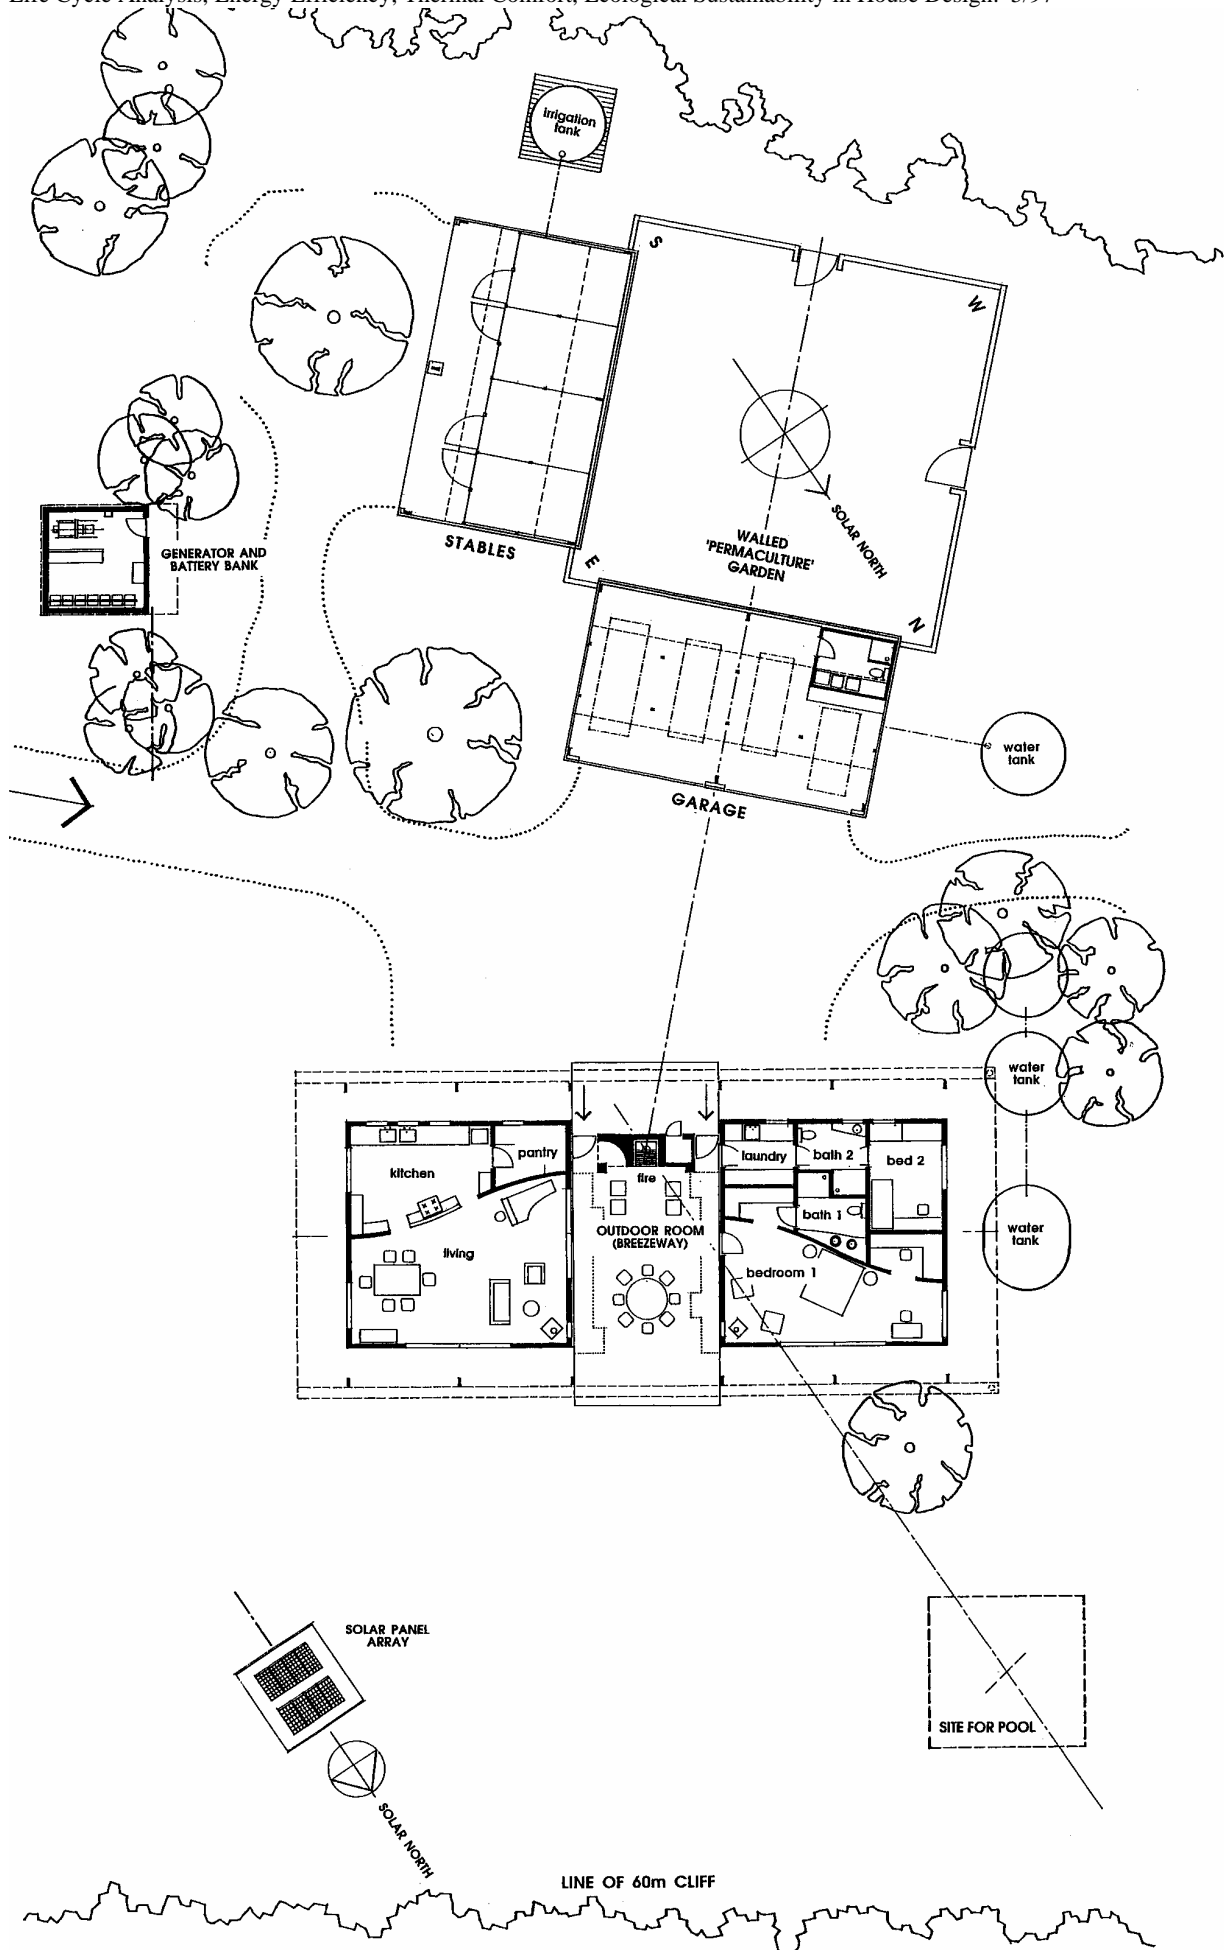 Life Cycle Analysis, Energy Efficiency, Thermal Comfort, Ecological Sustainability in House Design. 3/97
irrigation
tank
S
W
SOLAR NORTH
STABLES
E
WALLED
'PERMACULTURE'
GARDEN
N
GENERATOR AND
BATTERY BANK
water
tank
GARAGE
water
tank
kitchen
pantry
fire
laundry
bath 2
bed 2
living
OUTDOOR ROOM
(BREEZEWAY)
bath 1
bedroom 1
water
tank
SOLAR PANEL
ARRAY
SITE FOR POOL
SOLAR NORTH
LINE OF 60m CLIFF